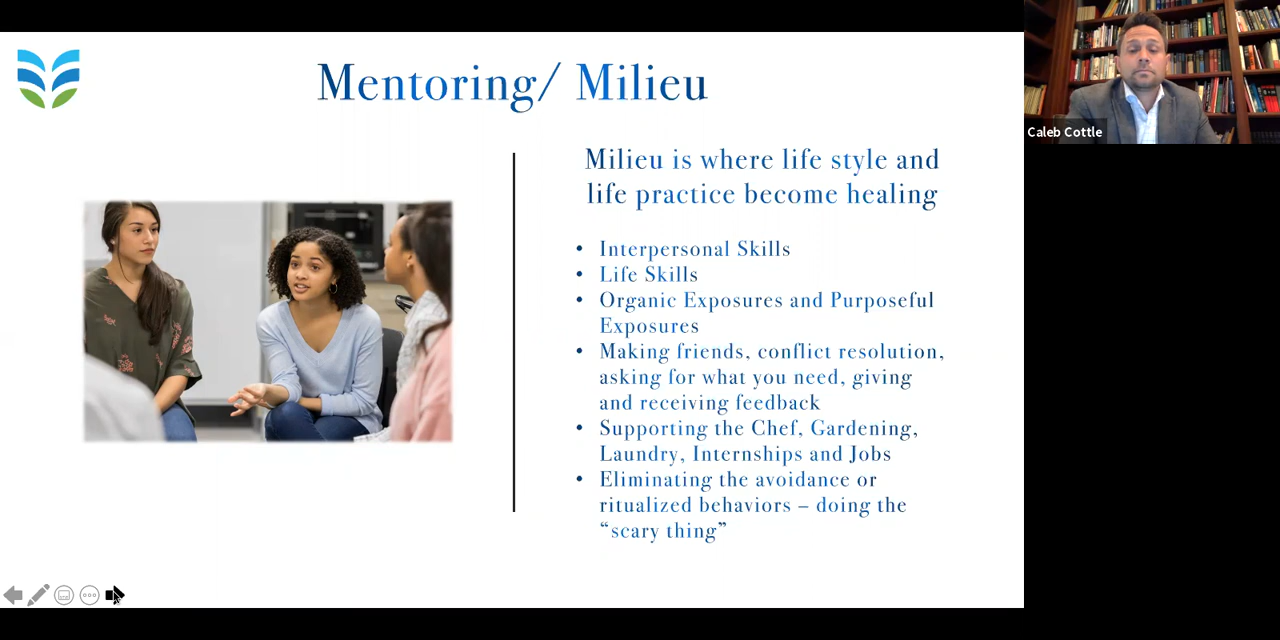 Mentoring/ Milieu
Milieu is where life style and
life practice become healing
• Interpersonal Skills
• Life Skills
• Organic Exposures and Purposeful
Exposures
• Making friends, conflict resolution,
asking for what you need, giving
and receiving feedback
• Supporting the Chef, Gardening,
Laundry, Internships and Jobs
• Eliminating the avoidance or
ritualized behaviors – doing the
“scary thing”
Caleb Cottle